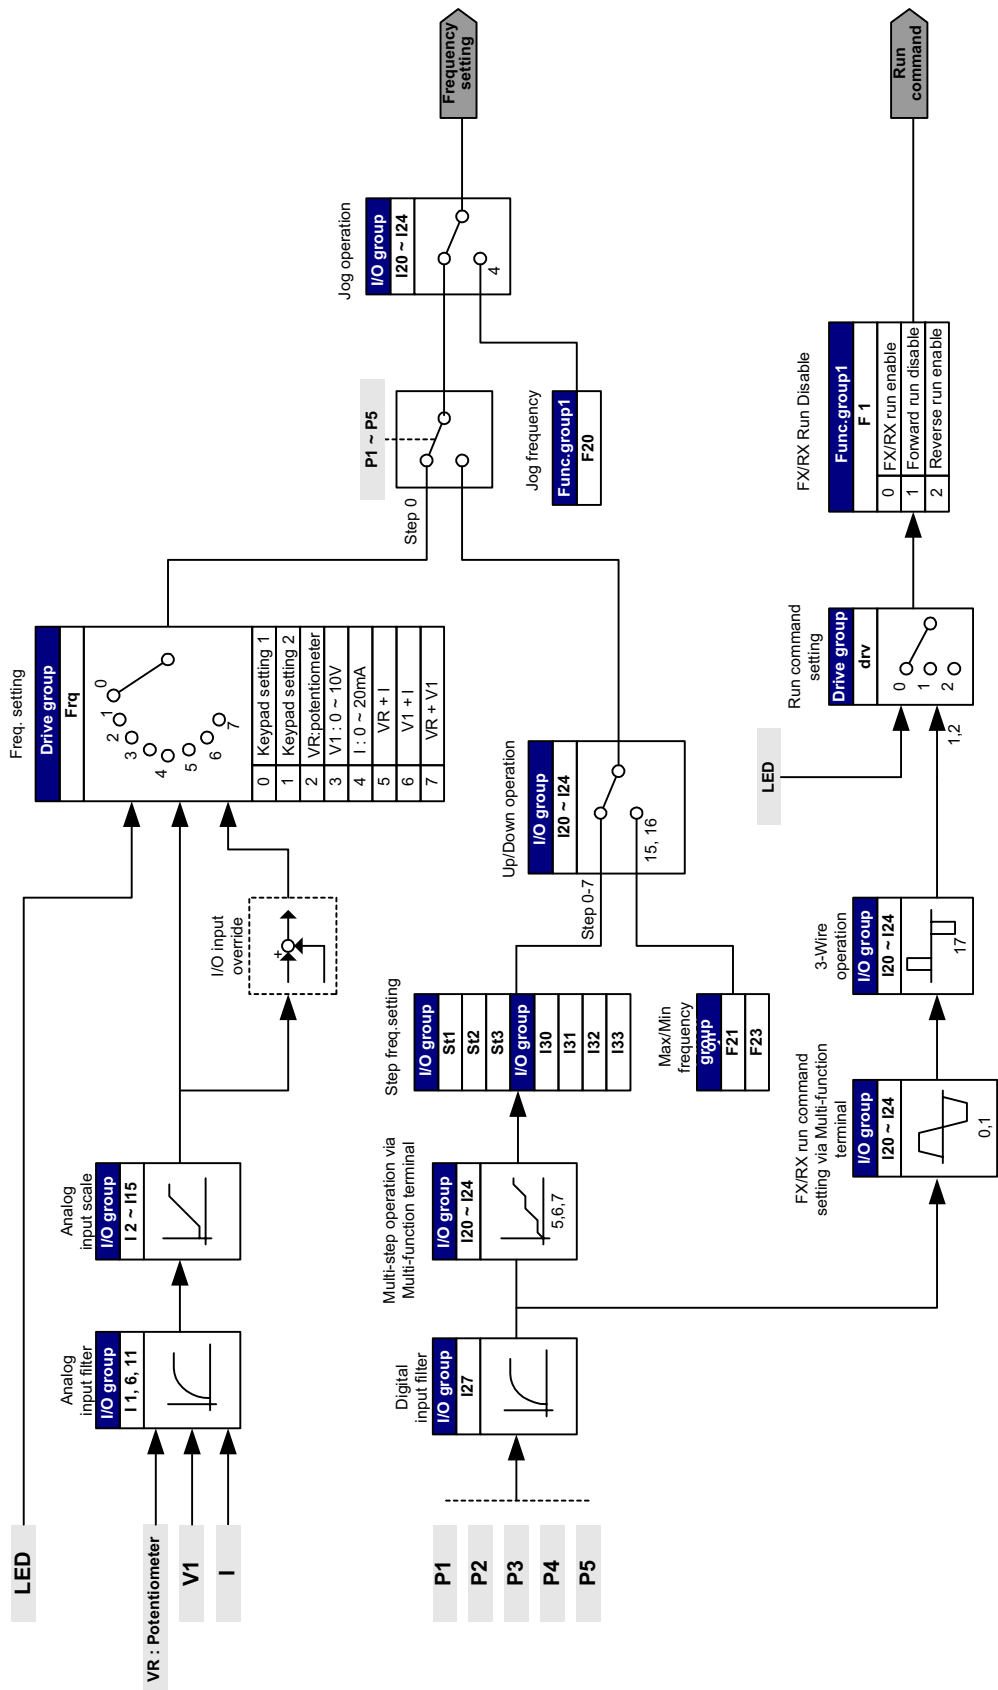 LED
VR : Potentiometer
V1
I
Analog
input filter
I/O group
I 1, 6, 11
Analog
input scale
I/O group
I 2 ~ I15
I/O input
override
+
Freq. setting
Drive group
Frq
0
1
2
3
4
5
6
7
0 Keypad setting 1
1 Keypad setting 2
2 VR:potentiometer
3 V1 : 0 ~ 10V
4 I : 0 ~ 20mA
5 VR + I
6 V1 + I
7 VR + V1
Step 0
P1 ~ P5
Jog frequency
Func.group1
F20
Jog operation
I/O group
I20 ~ I24
4
Frequency
setting
P1
P2
P3
P4
P5
Digital
input filter
I/O group
I27
Multi-step operation via
Multi-function terminal
I/O group
I20 ~ I24
5,6,7
Step freq.setting
I/O group
St1
St2
St3
I/O group
I30
I31
I32
I33
Max/Min
frequency
group
F21
F23
Step 0-7
Up/Down operation
I/O group
I20 ~ I24
15, 16
FX/RX run command
setting via Multi-function
terminal
I/O group
I20 ~ I24
0,1
3-Wire
operation
I/O group
I20 ~ I24
17
LED
1,2
Run command
setting
Drive group
drv
0
1
2
FX/RX Run Disable
Func.group1
F 1
0 FX/RX run enable
1 Forward run disable
2 Reverse run enable
Run
command